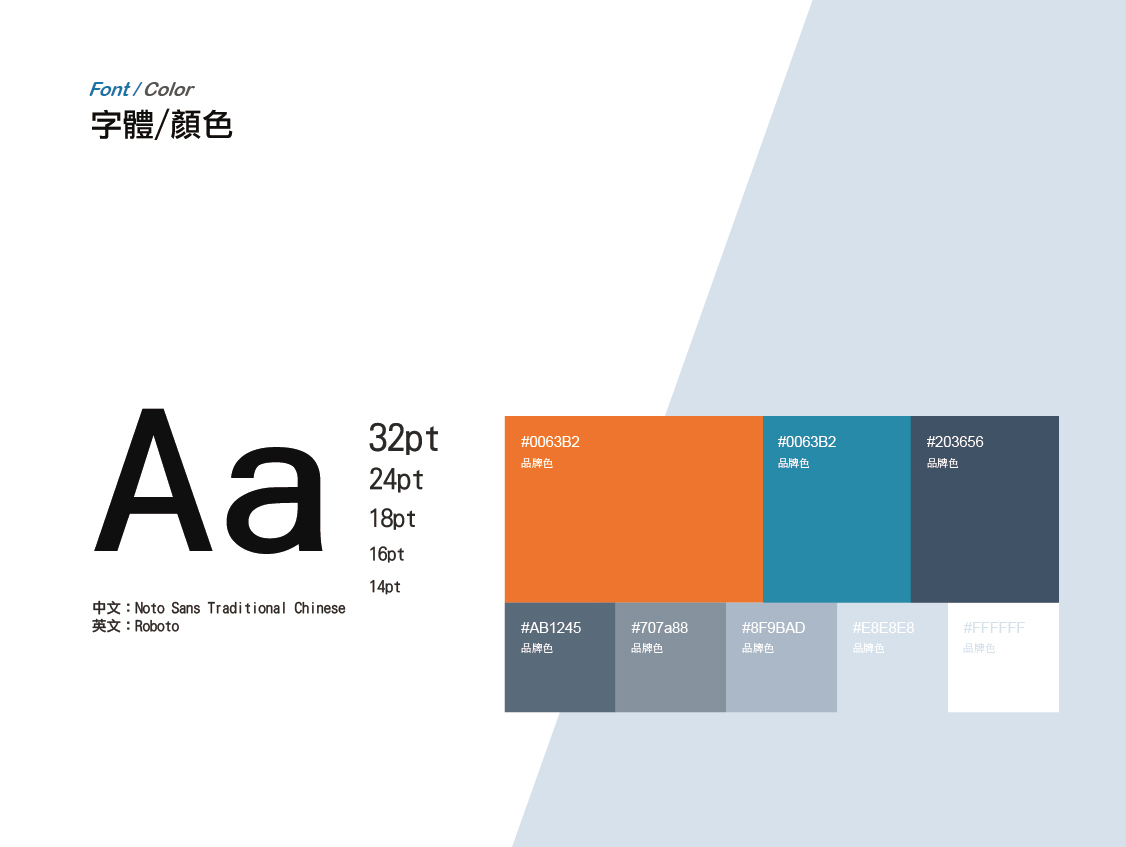 Font / Color
字體/顏色
Aa
32pt
24pt
18pt
16pt
14pt
中文：Noto Sans Traditional Chinese
英文：Roboto
#0063B2
品牌色
#0063B2
品牌色
#203656
品牌色
#AB1245
品牌色
#707a88
品牌色
#8F9BAD
品牌色
#E8E8E8
品牌色
#FFFFFF
品牌色